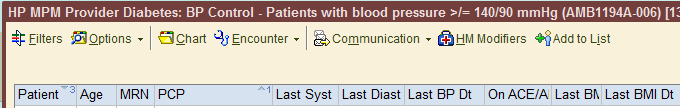 HP MPM Provider Diabetes: BP Control - Patients with blood pressure >/= 140/90 mmHg (AMB1194A-006) [13
Filters Options Chart Encounter Communication HM Modifiers Add to List
Patient 3 Age MRN PCP 1 Last Syst Last Diast Last BP Dt On ACE/A Last BM Last BMI Dt